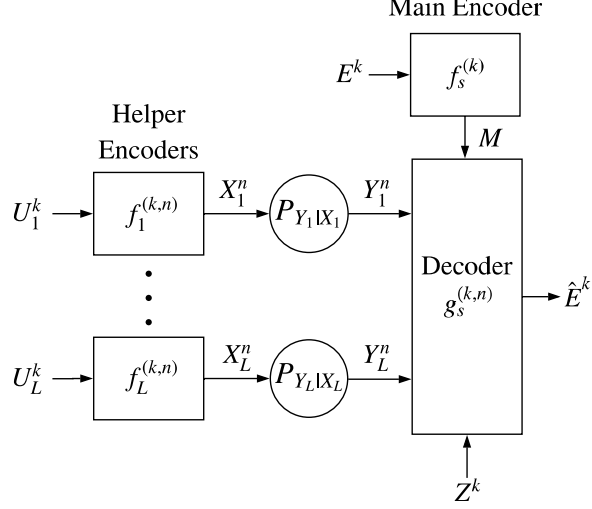 Main Encoder
E^k
f_s^{(k)}
M
Helper
Encoders
U_1^k
f_1^{(k,n)}
X_1^n
P_{Y_1|X_1}
Y_1^n
Decoder
g_s^{(k,n)}
Ê^k
U_L^k
f_L^{(k,n)}
X_L^n
P_{Y_L|X_L}
Y_L^n
Z^k